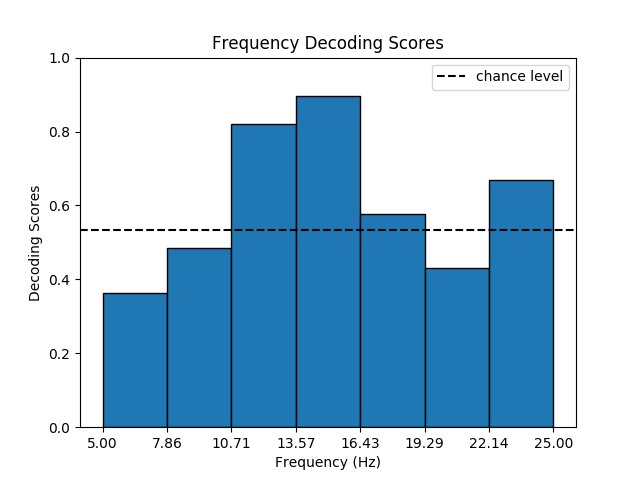 Frequency Decoding Scores
chance level
Decoding Scores
1.0
0.8
0.6
0.4
0.2
0.0
5.00 7.86 10.71 13.57 16.43 19.29 22.14 25.00
Frequency (Hz)